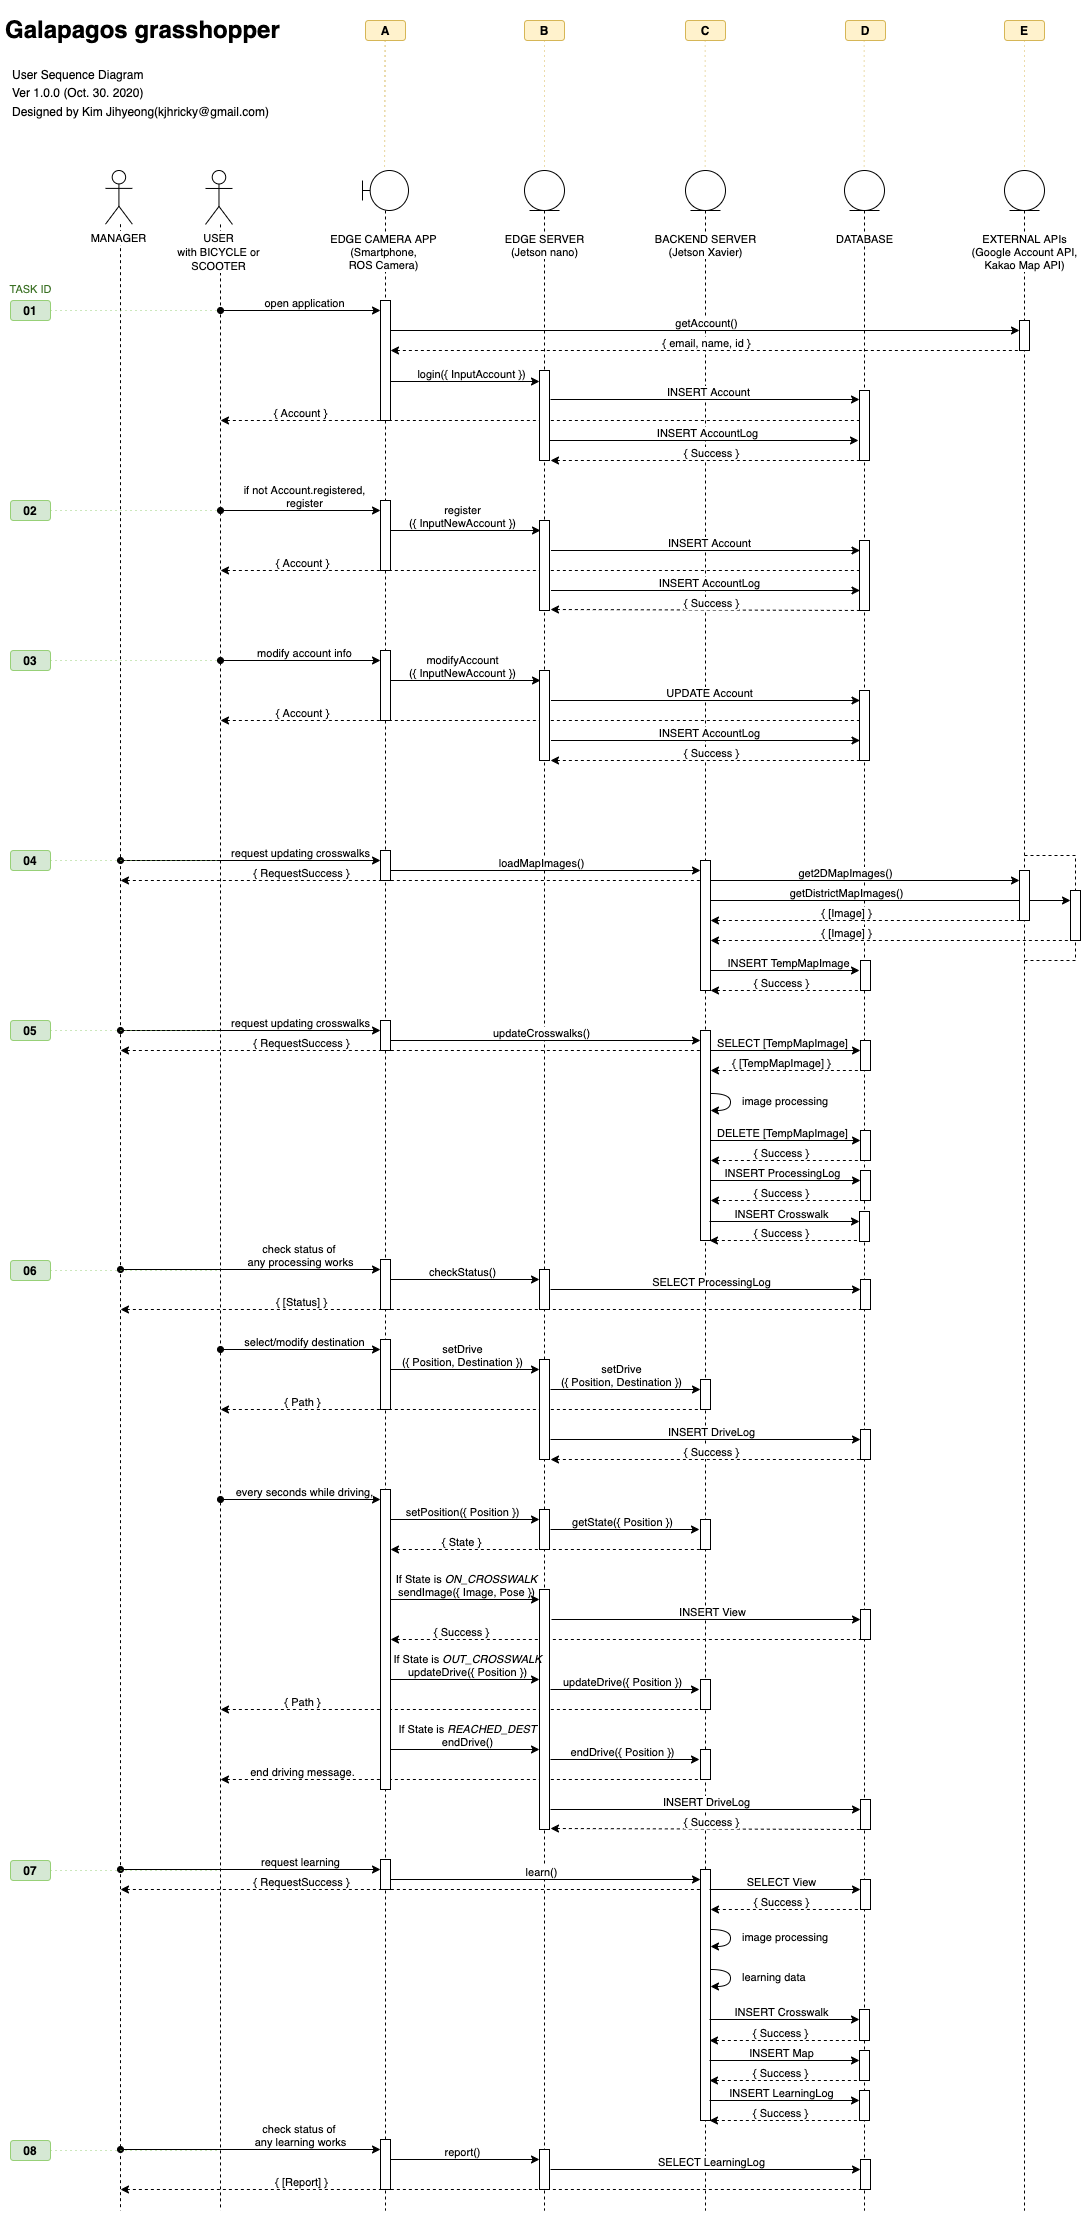 Galapagos grasshopper
A
B
C
D
E
User Sequence Diagram
Ver 1.0.0 (Oct. 30. 2020)
Designed by Kim Jihyeong(kjhricky@gmail.com)
MANAGER
USER
with BICYCLE or
SCOOTER
EDGE CAMERA APP
(Smartphone,
ROS Camera)
EDGE SERVER
(Jetson nano)
BACKEND SERVER
(Jetson Xavier)
DATABASE
EXTERNAL APIs
(Google Account API,
Kakao Map API)
TASK ID
01
open application
getAccount()
{ email, name, id }
login({ InputAccount })
INSERT Account
{ Account }
INSERT AccountLog
{ Success }
02
if not Account.registered,
register
register
({ InputNewAccount })
INSERT Account
{ Account }
INSERT AccountLog
{ Success }
03
modify account info
modifyAccount
({ InputNewAccount })
UPDATE Account
{ Account }
INSERT AccountLog
{ Success }
04
request updating crosswalks
loadMapImages()
{ RequestSuccess }
get2DMapImages()
getDistrictMapImages()
{ [Image] }
{ [Image] }
INSERT TempMapImage
{ Success }
05
request updating crosswalks
updateCrosswalks()
{ RequestSuccess }
SELECT [TempMapImage]
{ [TempMapImage] }
image processing
DELETE [TempMapImage]
{ Success }
INSERT ProcessingLog
{ Success }
INSERT Crosswalk
{ Success }
06
check status of
any processing works
checkStatus()
SELECT ProcessingLog
{ [Status] }
select/modify destination
setDrive
({ Position, Destination })
setDrive
({ Position, Destination })
{ Path }
INSERT DriveLog
{ Success }
every seconds while driving,
setPosition({ Position })
getState({ Position })
{ State }
If State is ON_CROSSWALK
sendImage({ Image, Pose })
INSERT View
{ Success }
If State is OUT_CROSSWALK
updateDrive({ Position })
updateDrive({ Position })
{ Path }
If State is REACHED_DEST
endDrive()
endDrive({ Position })
end driving message.
INSERT DriveLog
{ Success }
07
request learning
learn()
{ RequestSuccess }
SELECT View
{ Success }
image processing
learning data
INSERT Crosswalk
{ Success }
INSERT Map
{ Success }
INSERT LearningLog
{ Success }
08
check status of
any learning works
report()
SELECT LearningLog
{ [Report] }